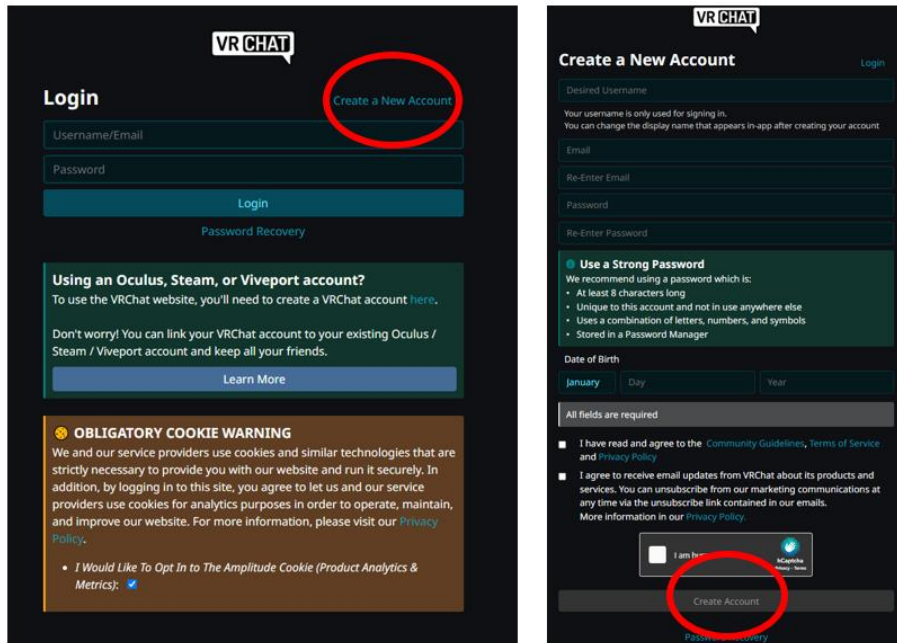 VRCHAT
Login
Create a New Account
Username/Email
Password
Login
Password Recovery
Using an Oculus, Steam, or Viveport account?
To use the VRChat website, you'll need to create a VRChat account here.
Don't worry! You can link your VRChat account to your existing Oculus /
Steam / Viveport account and keep all your friends.
Learn More
OBLIGATORY COOKIE WARNING
We and our service providers use cookies and similar technologies that are
strictly necessary to provide you with our website and run it securely. In
addition, by logging in to this site, you agree to let us and our service
providers use cookies for analytics purposes in order to operate, maintain,
and improve our website. For more information, please visit our Privacy
Policy.
• I Would Like To Opt In to The Amplitude Cookie (Product Analytics &
Metrics):
VRCHAT
Create a New Account
Login
Desired Username
Your username is only used for signing in.
You can change the display name that appears in-app after creating your account
Email
Re-Enter Email
Password
Re-Enter Password
Use a Strong Password
We recommend using a password which is:
• At least 8 characters long
• Unique to this account and not in use anywhere else
• Uses a combination of letters, numbers, and symbols
• Stored in a Password Manager
Date of Birth
January
Day
Year
All fields are required
I have read and agree to the Community Guidelines, Terms of Service
and Privacy Policy
I agree to receive email updates from VRChat about its products and
services. You can unsubscribe from our marketing communications at
any time via the unsubscribe link contained in our emails.
More information in our Privacy Policy.
I am
hCaptcha
Privacy - Terms
Create Account
Recovery